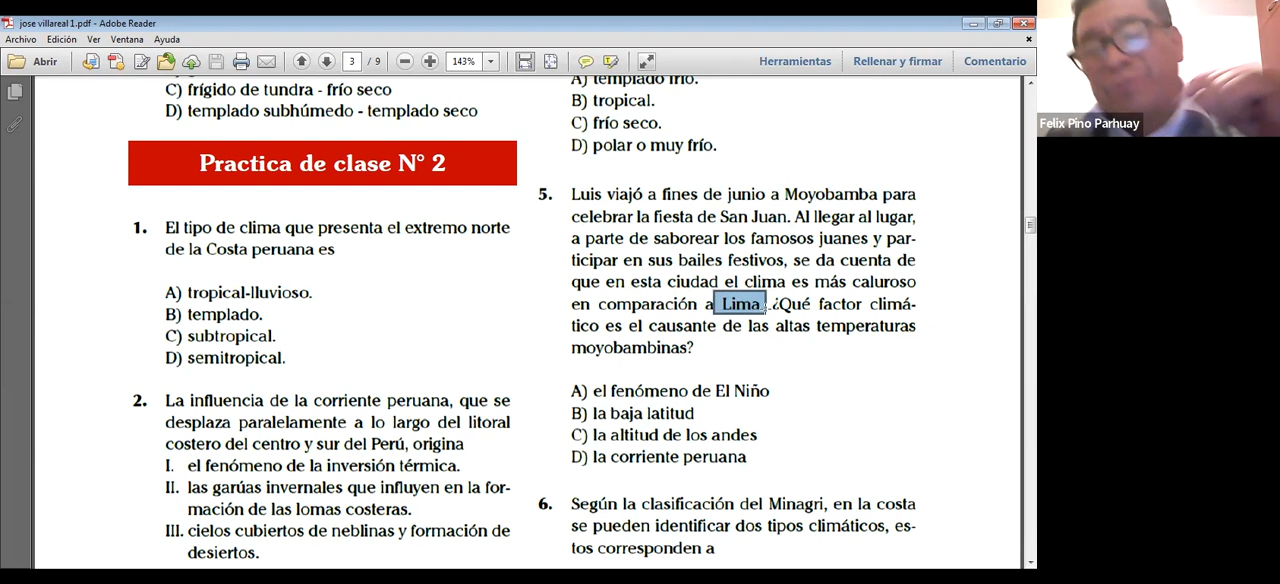 jose villareal 1.pdf - Adobe Reader
Archivo Edición Ver Ventana Ayuda
Abrir 3 / 9 143% Herramientas Rellenar y firmar Comentario
C) frígido de tundra - frío seco
D) templado subhúmedo - templado seco
Practica de clase N° 2
1. El tipo de clima que presenta el extremo norte
de la Costa peruana es
A) tropical-lluvioso.
B) templado.
C) subtropical.
D) semitropical.
2. La influencia de la corriente peruana, que se
desplaza paralelamente a lo largo del litoral
costero del centro y sur del Perú, origina
I. el fenómeno de la inversión térmica.
II. las garúas invernales que influyen en la for-
mación de las lomas costeras.
III. cielos cubiertos de neblinas y formación de
desiertos.
A) templado frío.
B) tropical.
C) frío seco.
D) polar o muy frío.
5. Luis viajó a fines de junio a Moyobamba para
celebrar la fiesta de San Juan. Al llegar al lugar,
a parte de saborear los famosos juanes y par-
ticipar en sus bailes festivos, se da cuenta de
que en esta ciudad el clima es más caluroso
en comparación a Lima. ¿Qué factor climá-
tico es el causante de las altas temperaturas
moyobambinas?
A) el fenómeno de El Niño
B) la baja latitud
C) la altitud de los andes
D) la corriente peruana
6. Según la clasificación del Minagri, en la costa
se pueden identificar dos tipos climáticos, es-
tos corresponden a
Felix Pino Parhuay